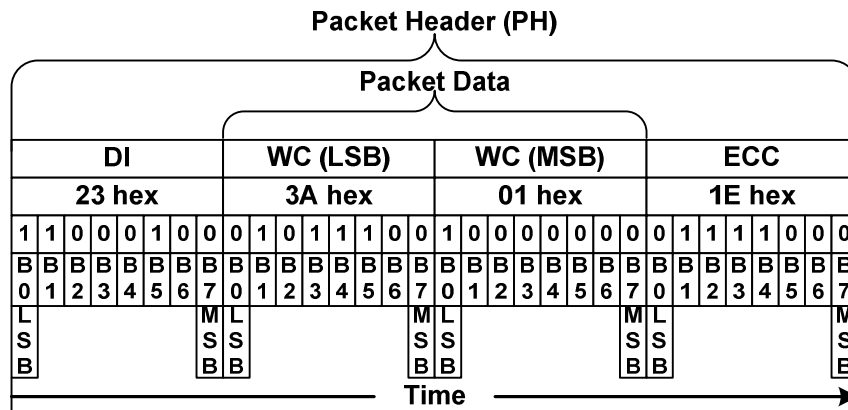 Packet Header (PH)
Packet Data
DI WC (LSB) WC (MSB) ECC
23 hex 3A hex 01 hex 1E hex
1 1 0 0 0 1 0 0 0 1 0 1 1 1 0 0 1 0 0 0 0 0 0 0 0 1 1 1 1 0 0 0
B0 B1 B2 B3 B4 B5 B6 B7 B0 B1 B2 B3 B4 B5 B6 B7 B0 B1 B2 B3 B4 B5 B6 B7 B0 B1 B2 B3 B4 B5 B6 B7
LSB MSB LSB MSB LSB MSB LSB MSB
Time